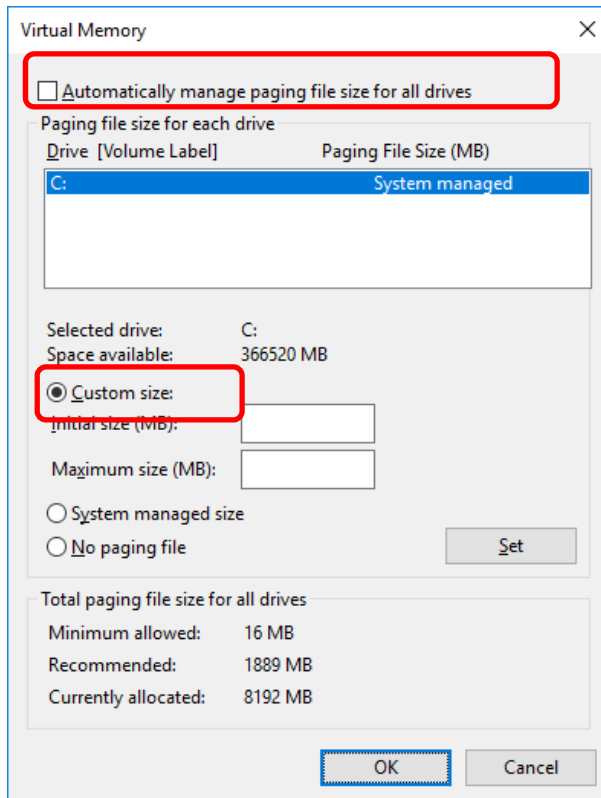 Virtual Memory
Automatically manage paging file size for all drives
Paging file size for each drive
Drive [Volume Label] Paging File Size (MB)
C: System managed
Selected drive: C:
Space available: 366520 MB
Custom size:
Initial size (MB):
Maximum size (MB):
System managed size
No paging file Set
Total paging file size for all drives
Minimum allowed: 16 MB
Recommended: 1889 MB
Currently allocated: 8192 MB
OK Cancel